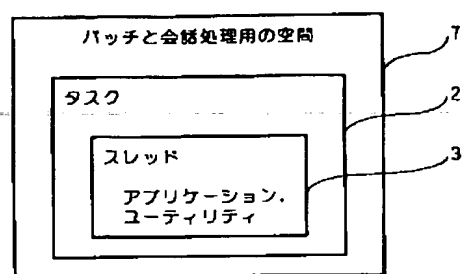 バッチと会話処理用の空間
7
タスク
2
スレッド
3
アプリケーション.
ユーティリティ